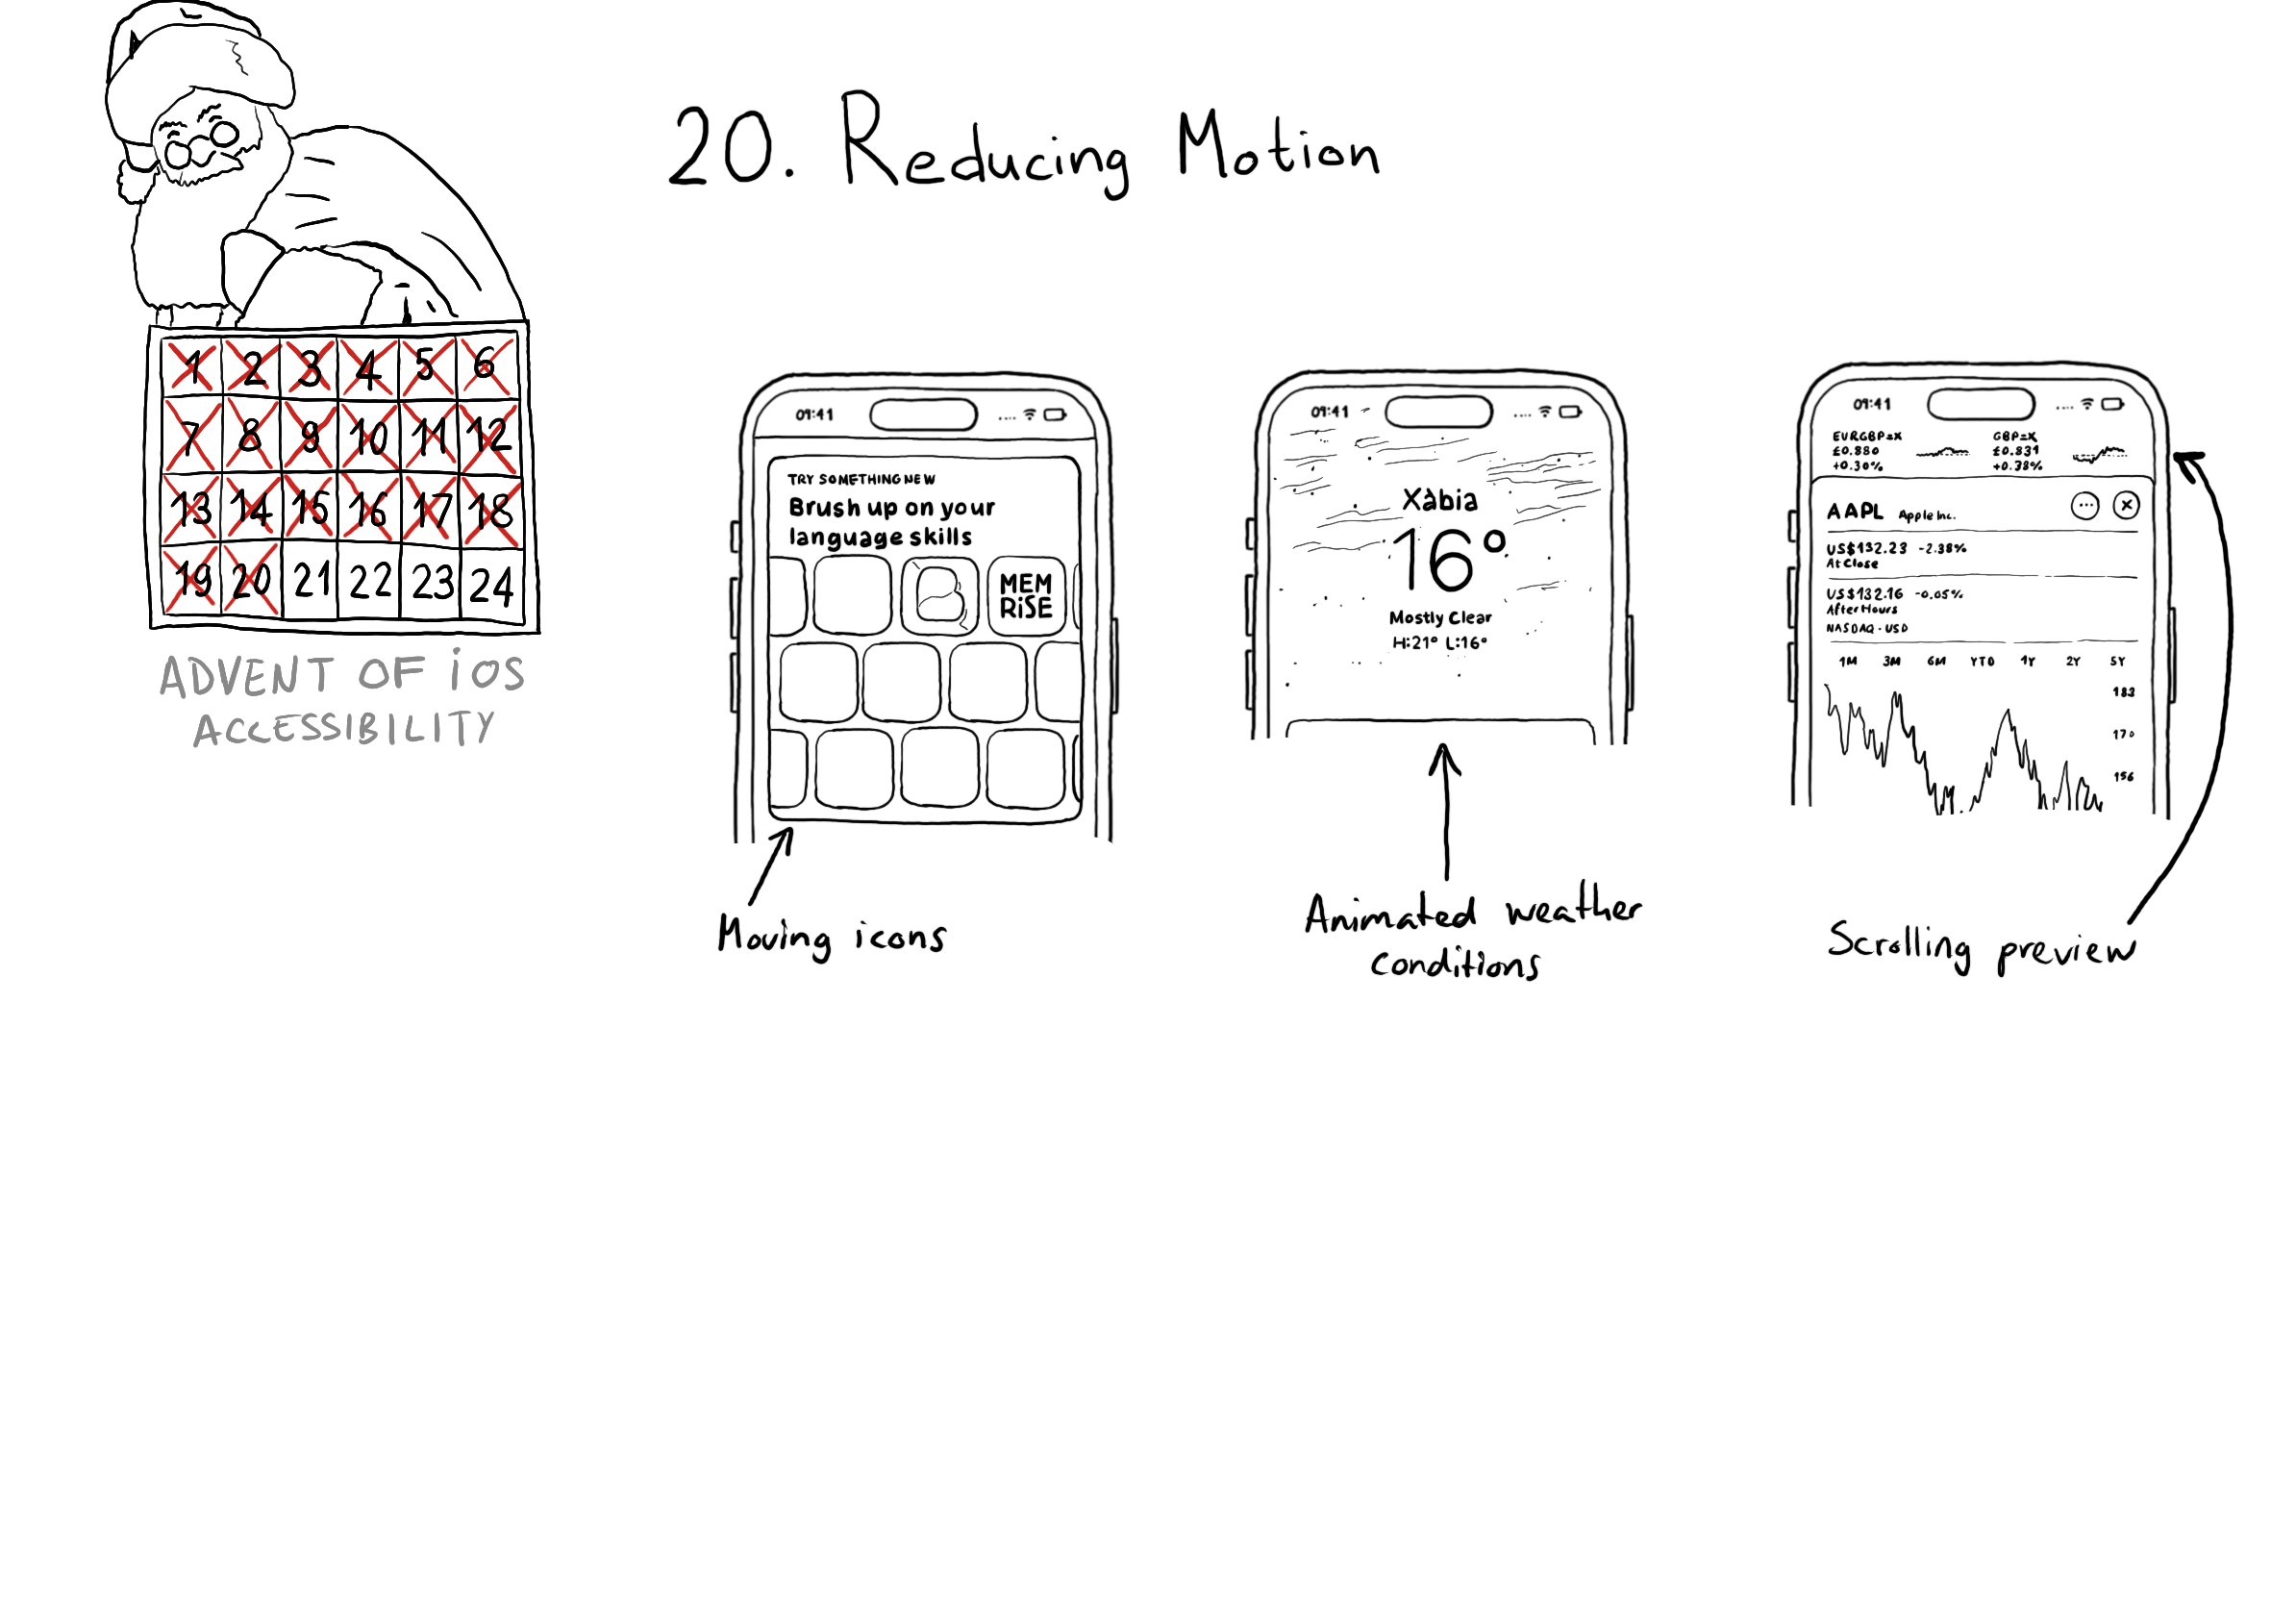 20. Reducing Motion
1 2 3 4 5 6
7 8 9 10 11 12
13 14 15 16 17 18
19 20 21 22 23 24
ADVENT OF iOS
ACCESSIBILITY
09:41
TRY SOMETHING NEW
Brush up on your
language skills
B
MEM
RiSE
Moving icons
09:41
Xàbia
16°
Mostly Clear
H:21° L:16°
Animated weather
conditions
09:41
EURGBP=X
£0.880
+0.30%
GBP=X
£0.831
+0.38%
AAPL Apple Inc.
US$132.23 -2.38%
At Close
US$132.16 -0.05%
After Hours
NASDAQ · USD
1M 3M 6M YTD 1Y 2Y 5Y
183
170
156
Scrolling preview